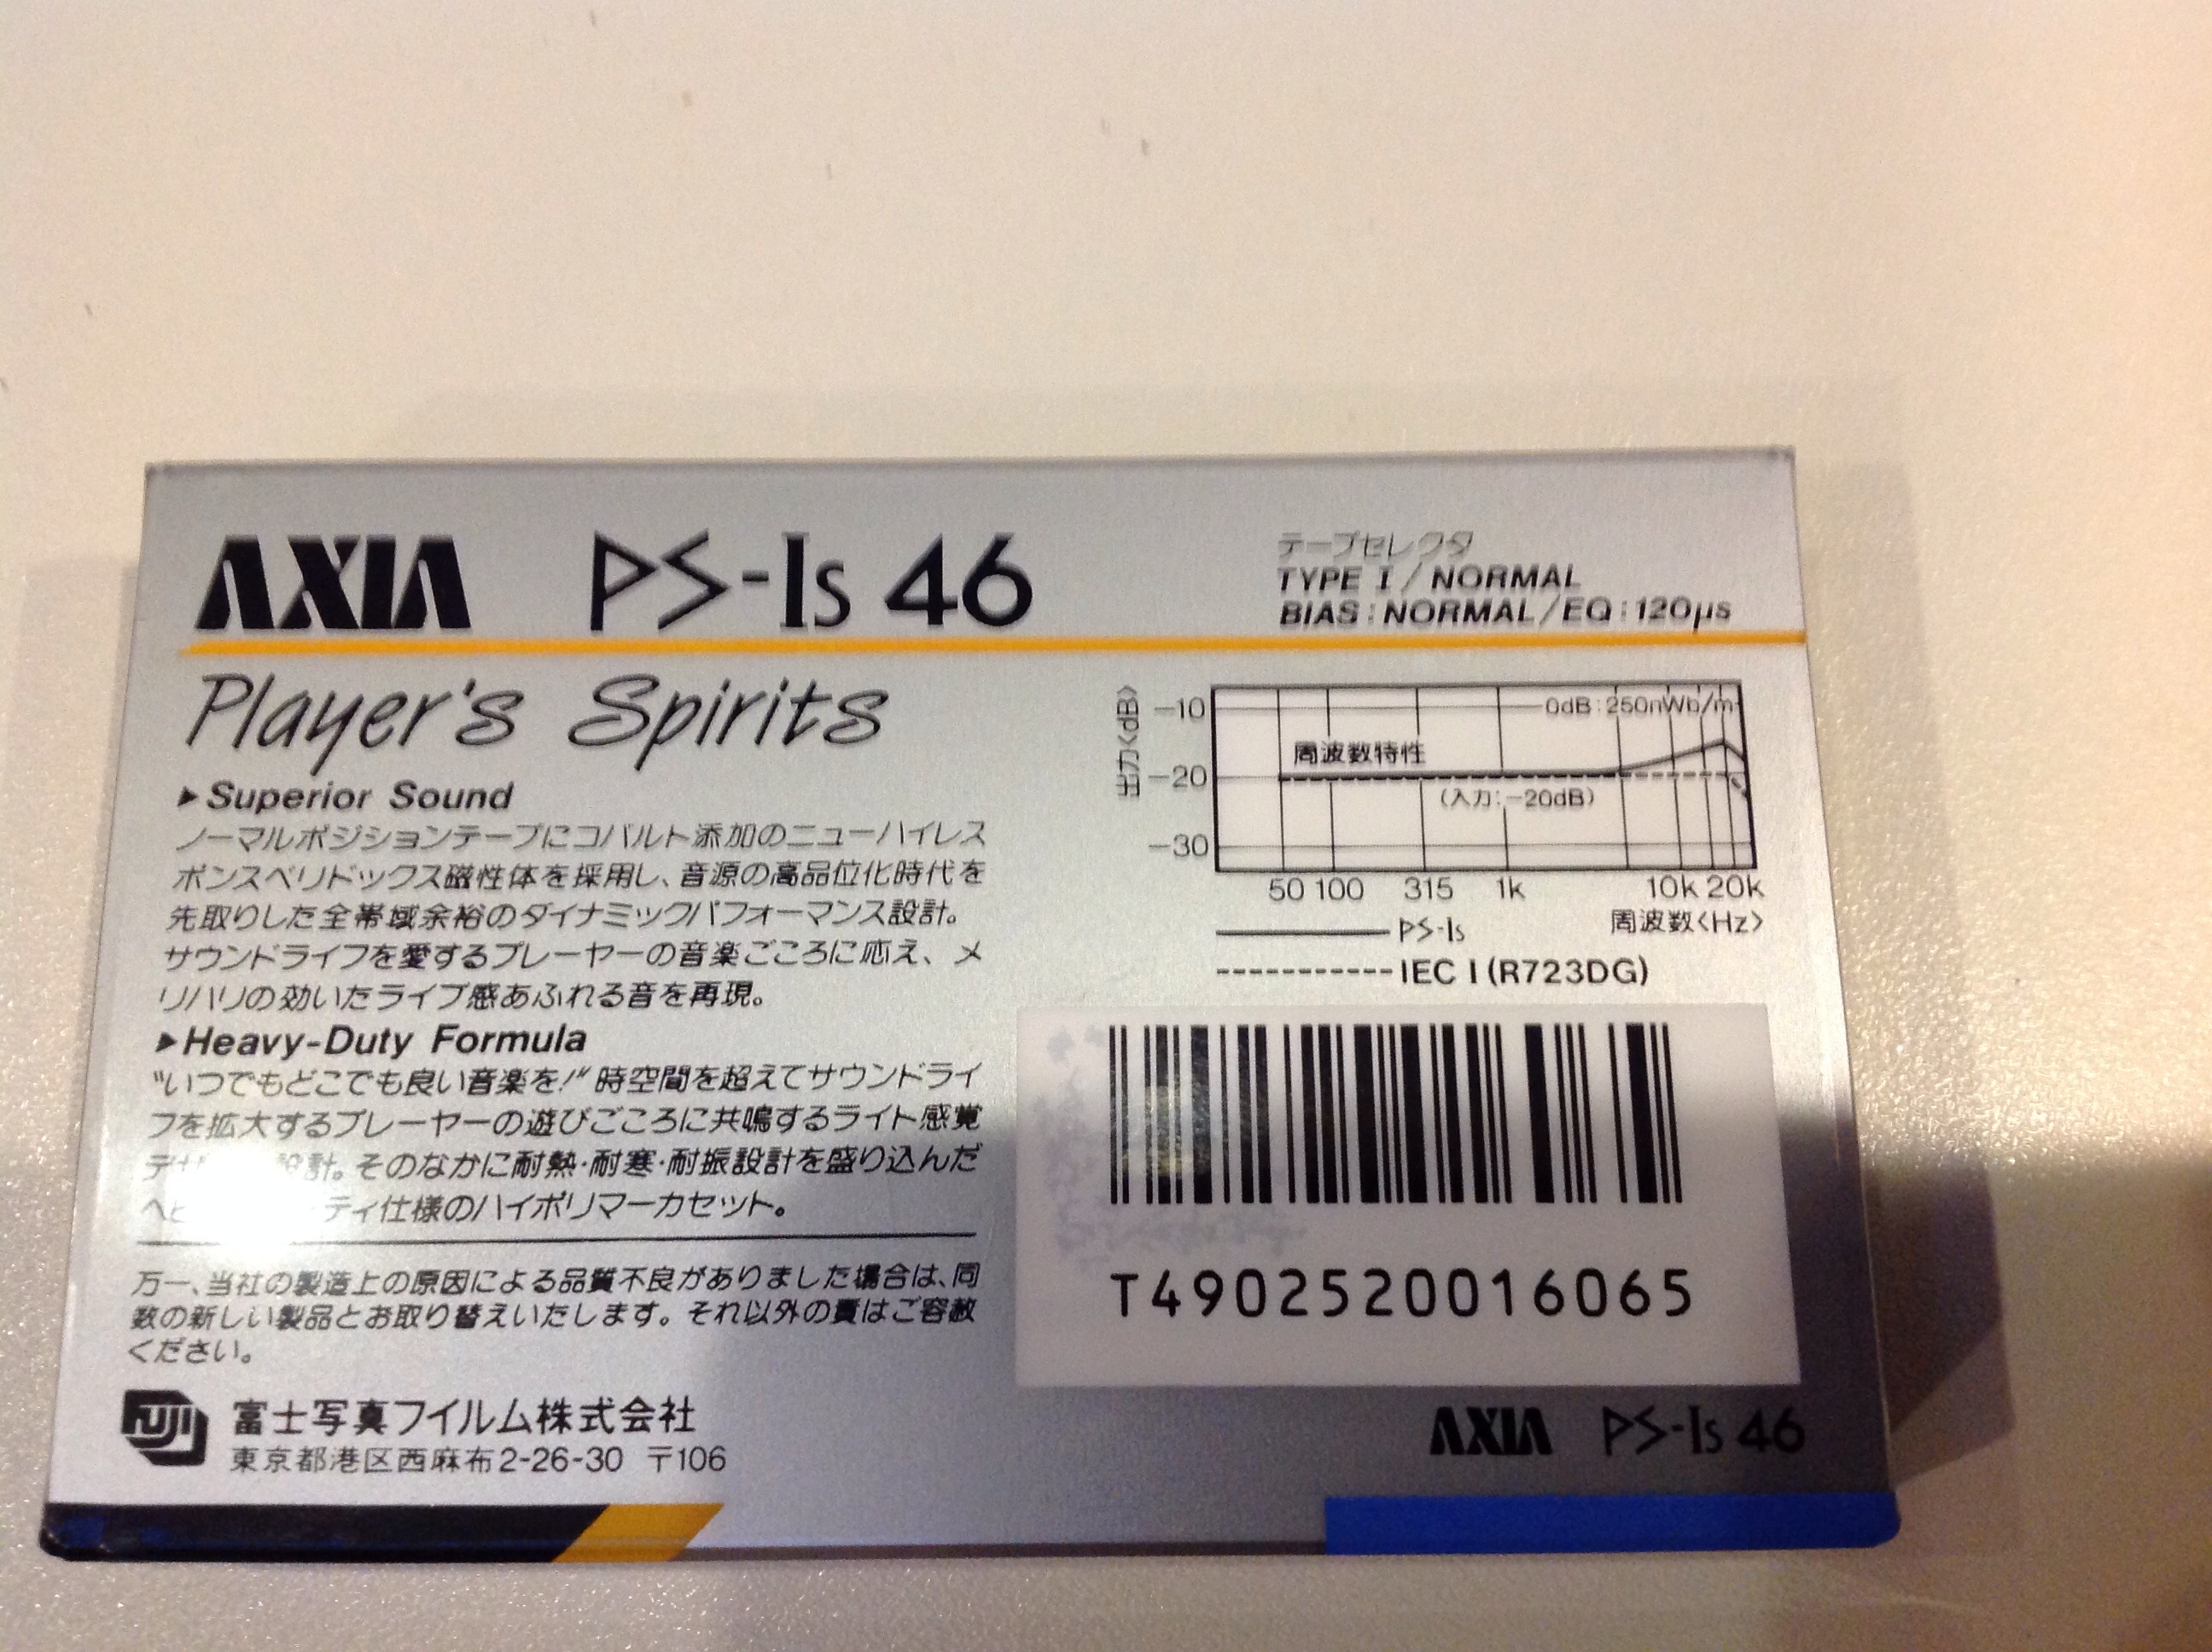 AXIA PS-Is 46
テープセレクタ
TYPE I / NORMAL
BIAS : NORMAL / EQ : 120μs
Player's Spirits
▶Superior Sound
ノーマルポジションテープにコバルト添加のニューハイレス
ポンスベリドックス磁性体を採用し、音源の高品位化時代を
先取りした全帯域余裕のダイナミックパフォーマンス設計。
サウンドライフを愛するプレーヤーの音楽ごころに応え、メ
リハリの効いたライブ感あふれる音を再現。
▶Heavy-Duty Formula
"いつでもどこでも良い音楽を!" 時空間を超えてサウンドライ
フを拡大するプレーヤーの遊びごころに共鳴するライト感覚
設計。そのなかに耐熱・耐寒・耐振設計を盛り込んだ
ティ仕様のハイポリマーカセット。
万一、当社の製造上の原因による品質不良がありました場合は、同
数の新しい製品とお取り替えいたします。それ以外の責はご容赦
ください。
FUJI
富士写真フイルム株式会社
東京都港区西麻布2-26-30 〒106
出力<dB>
-10
-20
-30
0dB : 250nWb/m
周波数特性
(入力: -20dB)
50 100 315 1k 10k 20k
周波数<Hz>
PS-Is
IEC I (R723DG)
T4902520016065
AXIA PS-Is 46